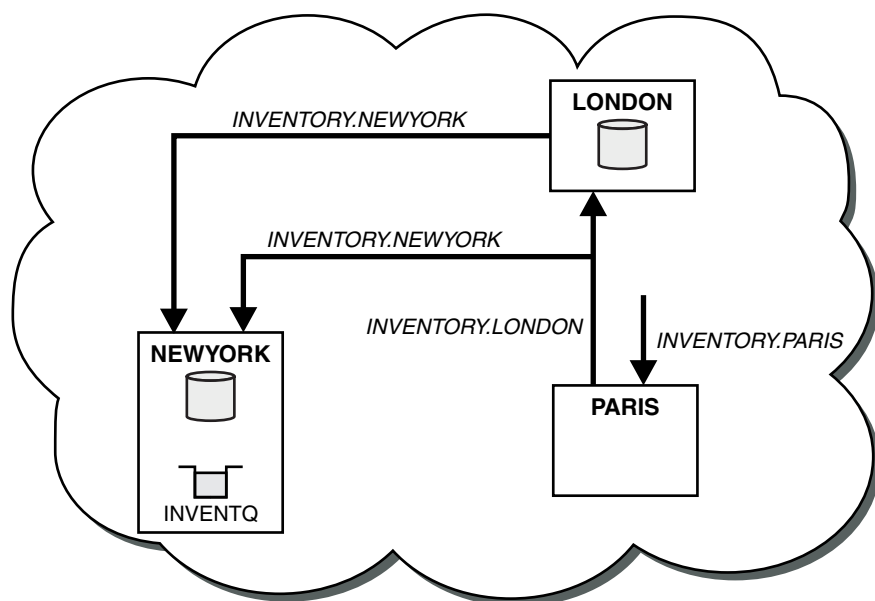 LONDON
INVENTORY.NEWYORK
INVENTORY.NEWYORK
INVENTORY.LONDON
INVENTORY.PARIS
NEWYORK
PARIS
INVENTQ